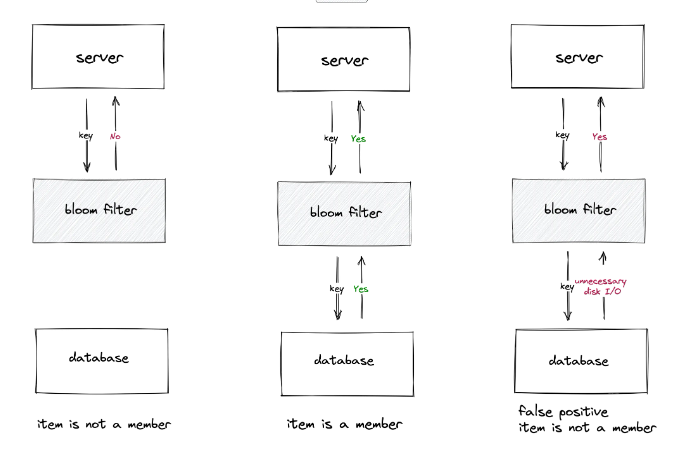 server
key
No
bloom filter
database
item is not a member
server
key
Yes
bloom filter
key
Yes
database
item is a member
server
key
Yes
bloom filter
key
unnecessary
disk I/O
database
false positive
item is not a member